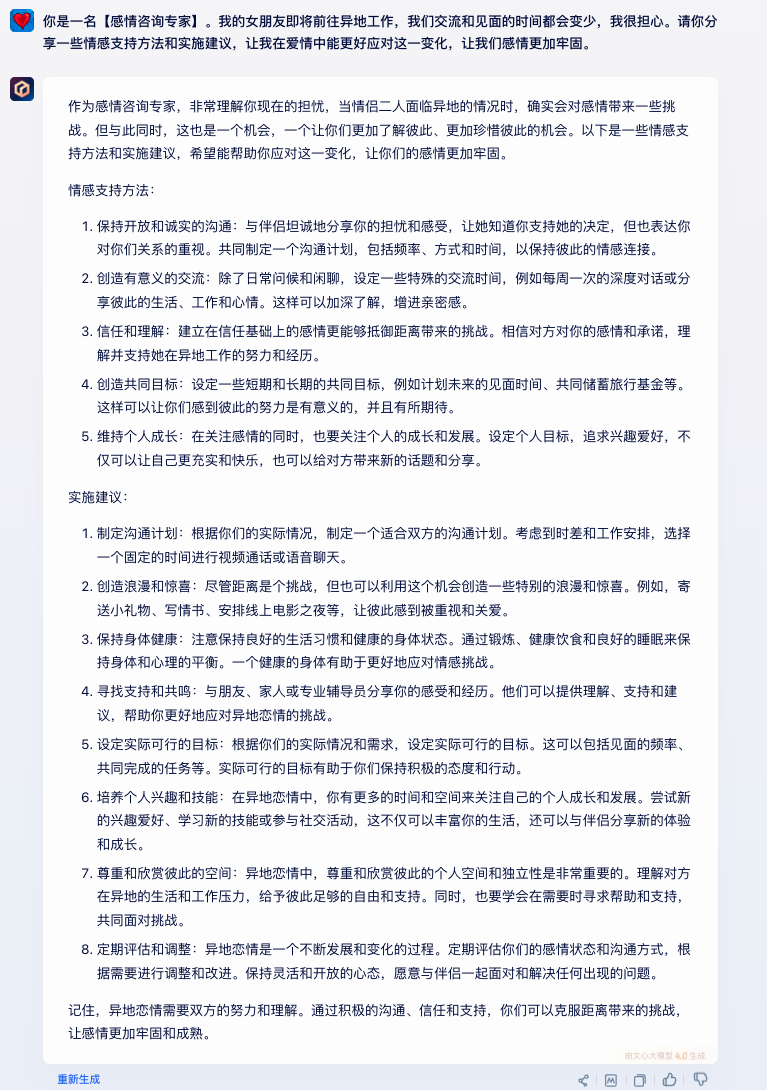 你是一名【感情咨询专家】。我的女朋友即将前往异地工作，我们交流和见面的时间都会变少，我很担心。请你分
享一些情感支持方法和实施建议，让我在爱情中能更好应对这一变化，让我们感情更加牢固。
作为感情咨询专家，非常理解你现在的担忧，当情侣二人面临异地的情况时，确实会对感情带来一些挑
战。但与此同时，这也是一个机会，一个让你们更加了解彼此、更加珍惜彼此的机会。以下是一些情感支
持方法和实施建议，希望能帮助你应对这一变化，让你们的感情更加牢固。
情感支持方法：
1. 保持开放和诚实的沟通：与伴侣坦诚地分享你的担忧和感受，让她知道你支持她的决定，但也表达你
对你们关系的重视。共同制定一个沟通计划，包括频率、方式和时间，以保持彼此的情感连接。
2. 创造有意义的交流：除了日常问候和闲聊，设定一些特殊的交流时间，例如每周一次的深度对话或分
享彼此的生活、工作和心情。这样可以加深了解，增进亲密感。
3. 信任和理解：建立在信任基础上的感情更能够抵御距离带来的挑战。相信对方对你的感情和承诺，理
解并支持她在异地工作的努力和经历。
4. 创造共同目标：设定一些短期和长期的共同目标，例如计划未来的见面时间、共同储蓄旅行基金等。
这样可以让你们感到彼此的努力是有意义的，并且有所期待。
5. 维持个人成长：在关注感情的同时，也要关注个人的成长和发展。设定个人目标，追求兴趣爱好，不
仅可以让自己更充实和快乐，也可以给对方带来新的话题和分享。
实施建议：
1. 制定沟通计划：根据你们的实际情况，制定一个适合双方的沟通计划。考虑到时差和工作安排，选择
一个固定的时间进行视频通话或语音聊天。
2. 创造浪漫和惊喜：尽管距离是个挑战，但也可以利用这个机会创造一些特别的浪漫和惊喜。例如，寄
送小礼物、写情书、安排线上电影之夜等，让彼此感到被重视和关爱。
3. 保持身体健康：注意保持良好的生活习惯和健康的身体状态。通过锻炼、健康饮食和良好的睡眠来保
持身体和心理的平衡。一个健康的身体有助于更好地应对情感挑战。
4. 寻找支持和共鸣：与朋友、家人或专业辅导员分享你的感受和经历。他们可以提供理解、支持和建
议，帮助你更好地应对异地恋情的挑战。
5. 设定实际可行的目标：根据你们的实际情况和需求，设定实际可行的目标。这可以包括见面的频率、
共同完成的任务等。实际可行的目标有助于你们保持积极的态度和行动。
6. 培养个人兴趣和技能：在异地恋情中，你有更多的时间和空间来关注自己的个人成长和发展。尝试新
的兴趣爱好、学习新的技能或参与社交活动，这不仅可以丰富你的生活，还可以与伴侣分享新的体验
和成长。
7. 尊重和欣赏彼此的空间：异地恋情中，尊重和欣赏彼此的个人空间和独立性是非常重要的。理解对方
在异地的生活和工作压力，给予彼此足够的自由和支持。同时，也要学会在需要时寻求帮助和支持，
共同面对挑战。
8. 定期评估和调整：异地恋情是一个不断发展和变化的过程。定期评估你们的感情状态和沟通方式，根
据需要进行调整和改进。保持灵活和开放的心态，愿意与伴侣一起面对和解决任何出现的问题。
记住，异地恋情需要双方的努力和理解。通过积极的沟通、信任和支持，你们可以克服距离带来的挑战，
让感情更加牢固和成熟。
由文心大模型 4.0 生成
重新生成